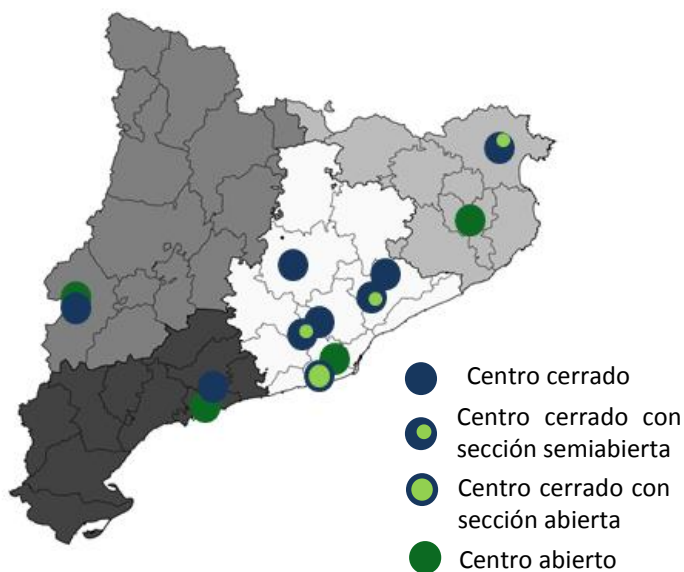 Centro cerrado
Centro cerrado con
sección semiabierta
Centro cerrado con
sección abierta
Centro abierto